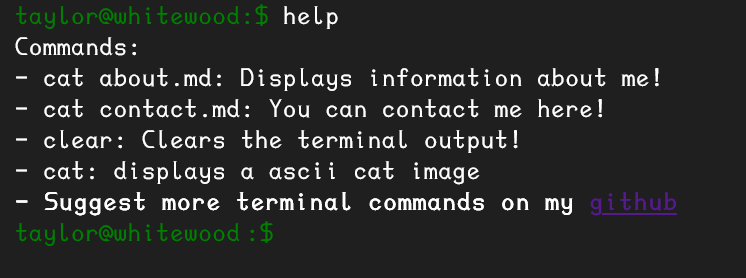 taylor@whitewood:$ help
Commands:
- cat about.md: Displays information about me!
- cat contact.md: You can contact me here!
- clear: Clears the terminal output!
- cat: displays a ascii cat image
- Suggest more terminal commands on my github
taylor@whitewood:$